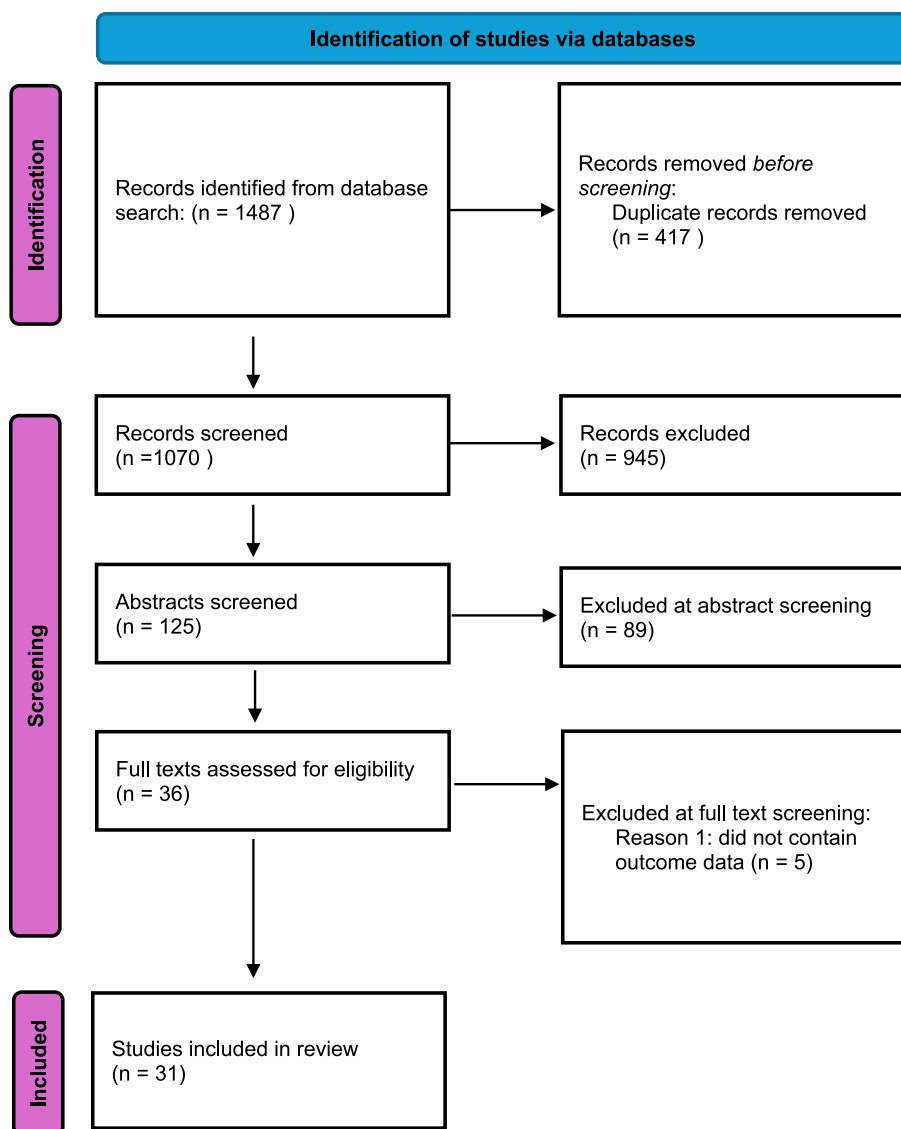 Identification of studies via databases
Identification
Records identified from database
search: (n = 1487 )
Records removed before
screening:
Duplicate records removed
(n = 417 )
Screening
Records screened
(n =1070 )
Records excluded
(n = 945)
Abstracts screened
(n = 125)
Excluded at abstract screening
(n = 89)
Full texts assessed for eligibility
(n = 36)
Excluded at full text screening:
Reason 1: did not contain
outcome data (n = 5)
Included
Studies included in review
(n = 31)